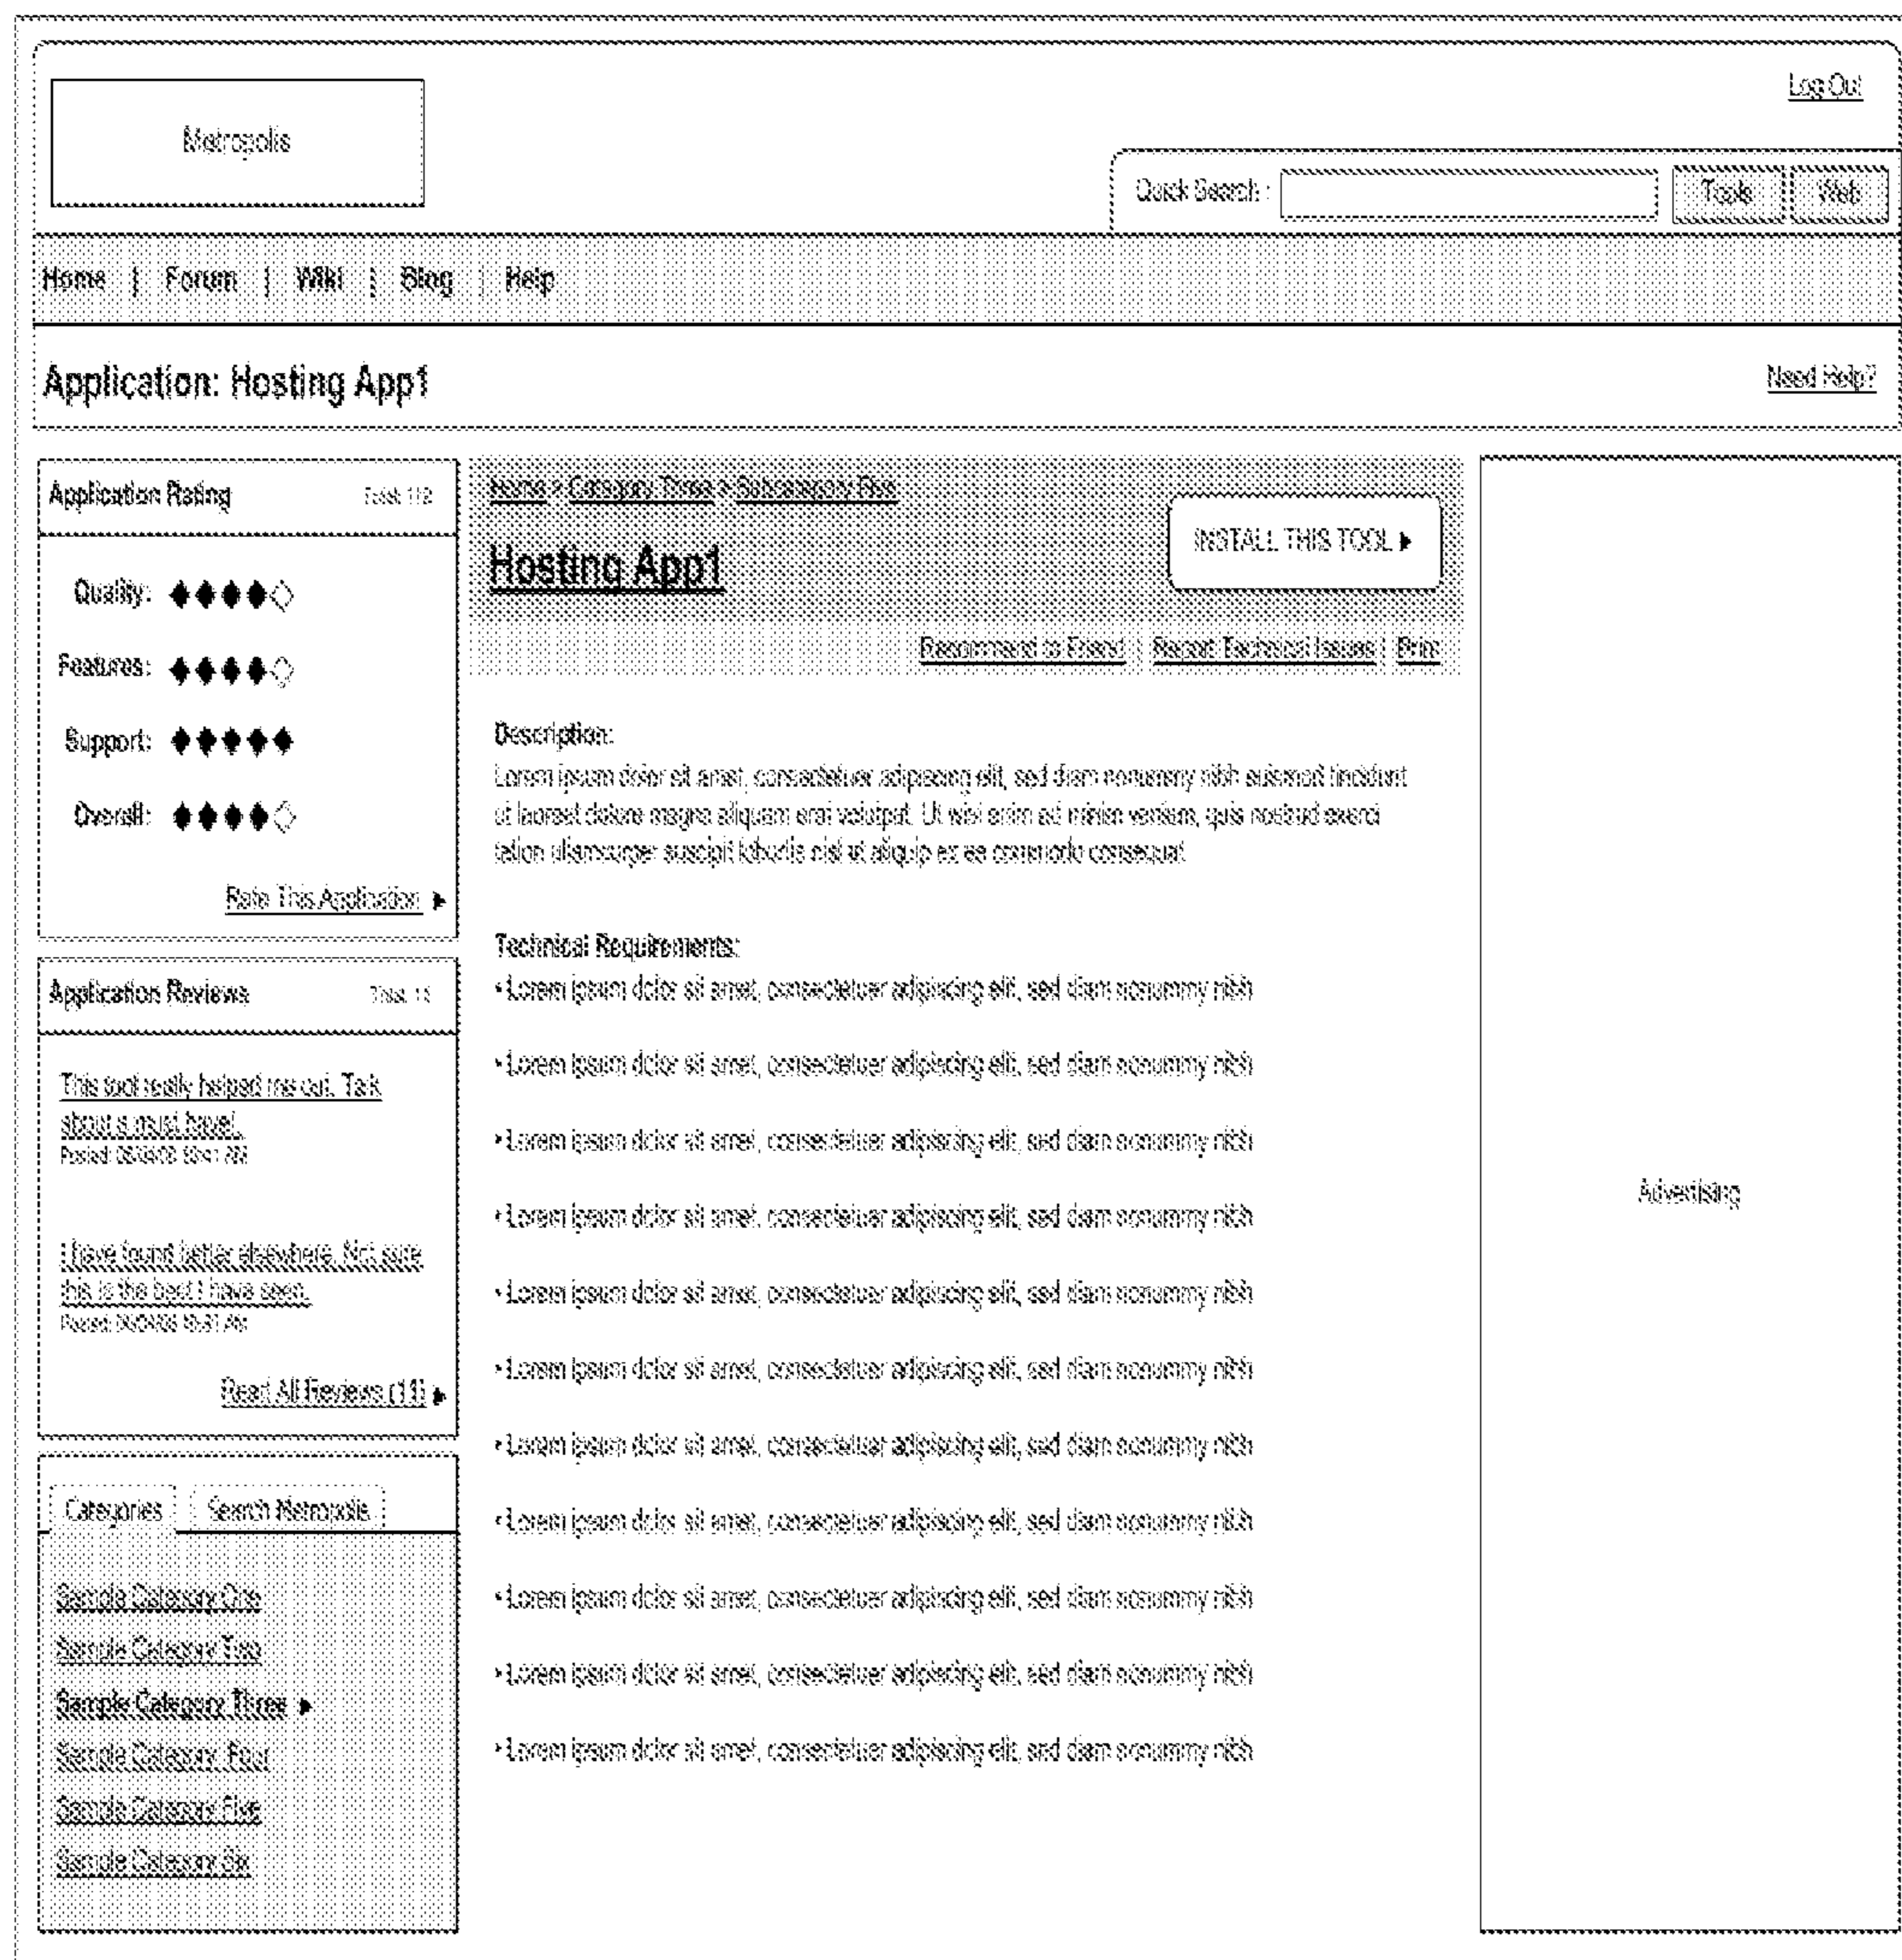 Log Out
Metropolis
Quick Search :
Tools
Web
Home | Forum | Wiki | Blog | Help
Application: Hosting App1
Need Help?
Application Rating
Total:
Quality:
Features:
Support:
Overall:
Rate This Application
Application Reviews
Total:
This tool really helped me out. Talk
about a must have!
Posted: AM
I have found better elsewhere. Not sure
this is the best I have seen.
Posted: AM
Read All Reviews
Categories
Search Metropolis
Sample Category One
Sample Category Two
Sample Category Three
Sample Category Four
Sample Category Five
Sample Category Six
Home > Category Three > Subcategory Five
Hosting App1
INSTALL THIS TOOL
Recommend to Friend | Report Technical Issues | Print
Description:
Lorem ipsum dolor sit amet, consectetuer adipiscing elit, sed diam nonummy nibh euismod tincidunt
ut laoreet dolore magna aliquam erat volutpat. Ut wisi enim ad minim veniam, quis nostrud exerci
tation ullamcorper suscipit lobortis nisl ut aliquip ex ea commodo consequat.
Technical Requirements:
• Lorem ipsum dolor sit amet, consectetuer adipiscing elit, sed diam nonummy nibh
• Lorem ipsum dolor sit amet, consectetuer adipiscing elit, sed diam nonummy nibh
• Lorem ipsum dolor sit amet, consectetuer adipiscing elit, sed diam nonummy nibh
• Lorem ipsum dolor sit amet, consectetuer adipiscing elit, sed diam nonummy nibh
• Lorem ipsum dolor sit amet, consectetuer adipiscing elit, sed diam nonummy nibh
• Lorem ipsum dolor sit amet, consectetuer adipiscing elit, sed diam nonummy nibh
• Lorem ipsum dolor sit amet, consectetuer adipiscing elit, sed diam nonummy nibh
• Lorem ipsum dolor sit amet, consectetuer adipiscing elit, sed diam nonummy nibh
• Lorem ipsum dolor sit amet, consectetuer adipiscing elit, sed diam nonummy nibh
• Lorem ipsum dolor sit amet, consectetuer adipiscing elit, sed diam nonummy nibh
• Lorem ipsum dolor sit amet, consectetuer adipiscing elit, sed diam nonummy nibh
Advertising